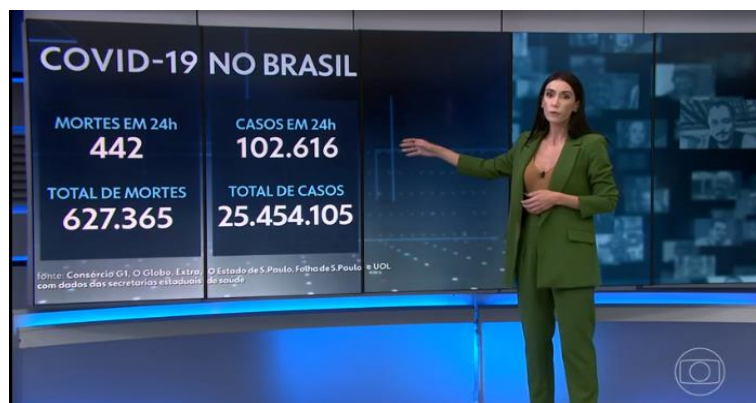 COVID-19 NO BRASIL
MORTES EM 24h
442
CASOS EM 24h
102.616
TOTAL DE MORTES
627.365
TOTAL DE CASOS
25.454.105
fonte: Consórcio G1, O Globo, Extra, O Estado de S.Paulo, Folha de S.Paulo e UOL
com dados das secretarias estaduais de saúde